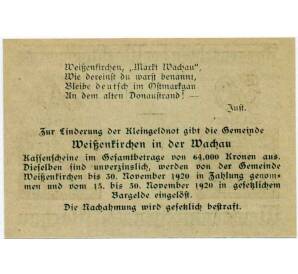 Weißenkirchen, „Markt Wachau",
Wie dereinst du warst benannt,
Bleibe deutsch im Ostmarkgau
An dem alten Donaustrand! —
Just.
Zur Linderung der Kleingeldnot gibt die Gemeinde
Weißenkirchen in der Wachau
Kassenscheine im Gesamtbetrage von 64.000 Kronen aus.
Dieselben sind unverzinslich, werden von der Gemeinde
Weißenkirchen bis 30. November 1920 in Zahlung genom-
men und vom 15. bis 30. November 1920 in gesetzlichem
Bargelde eingelöst.
Die Nachahmung wird gesetzlich bestraft.